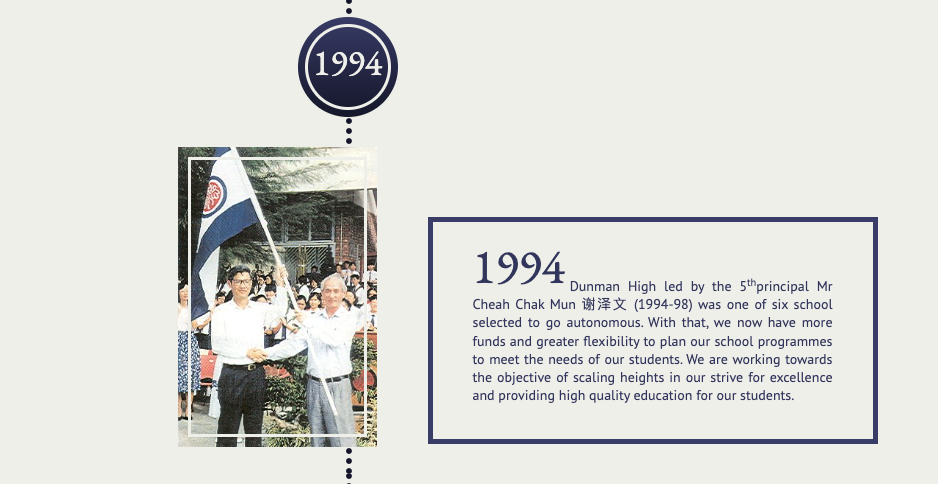 1994
1994 Dunman High led by the 5thprincipal Mr
Cheah Chak Mun 谢泽文 (1994-98) was one of six school
selected to go autonomous. With that, we now have more
funds and greater flexibility to plan our school programmes
to meet the needs of our students. We are working towards
the objective of scaling heights in our strive for excellence
and providing high quality education for our students.